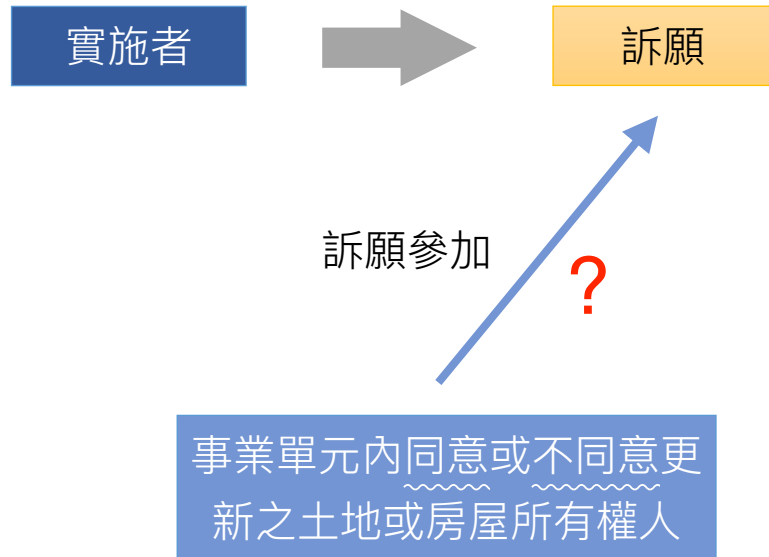 實施者
訴願
訴願參加
?
事業單元內同意或不同意更
新之土地或房屋所有權人